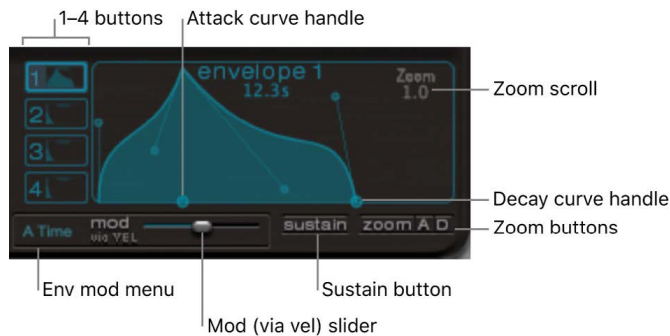 1–4 buttons
Attack curve handle
1
envelope 1
12.3s
Zoom
1.0
Zoom scroll
2
3
4
Decay curve handle
A Time
mod
via VEL
sustain
zoom A D
Zoom buttons
Env mod menu
Sustain button
Mod (via vel) slider